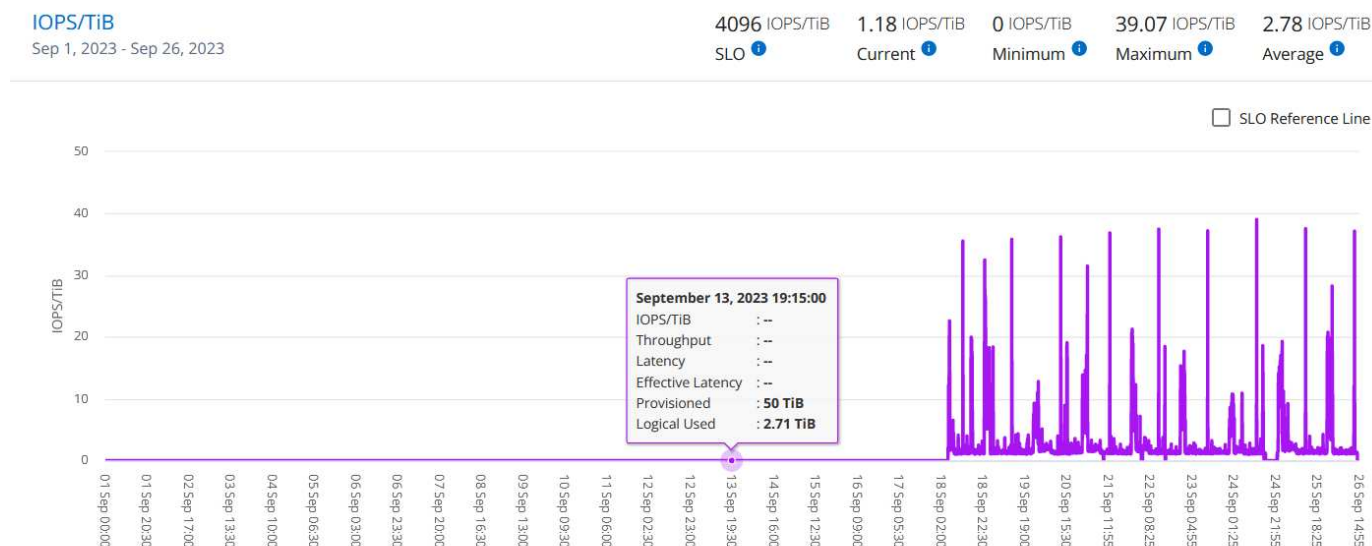 IOPS/TiB
Sep 1, 2023 - Sep 26, 2023
4096 IOPS/TiB 1.18 IOPS/TiB 0 IOPS/TiB 39.07 IOPS/TiB 2.78 IOPS/TiB
SLO Current Minimum Maximum Average
SLO Reference Line
50
40
30
20
10
0
IOPS/TiB
September 13, 2023 19:15:00
IOPS/TiB : --
Throughput : --
Latency : --
Effective Latency : --
Provisioned : 50 TiB
Logical Used : 2.71 TiB
01 Sep 00:00
01 Sep 20:30
02 Sep 17:00
03 Sep 13:30
04 Sep 10:00
05 Sep 06:30
06 Sep 03:00
06 Sep 23:30
07 Sep 20:00
08 Sep 16:30
09 Sep 13:00
10 Sep 09:30
11 Sep 06:00
12 Sep 02:30
12 Sep 23:00
13 Sep 19:30
14 Sep 16:00
15 Sep 12:30
16 Sep 09:00
17 Sep 05:30
18 Sep 02:00
18 Sep 22:30
19 Sep 19:00
20 Sep 15:30
21 Sep 11:55
22 Sep 08:25
23 Sep 04:55
24 Sep 01:25
24 Sep 21:55
25 Sep 18:25
26 Sep 14:55